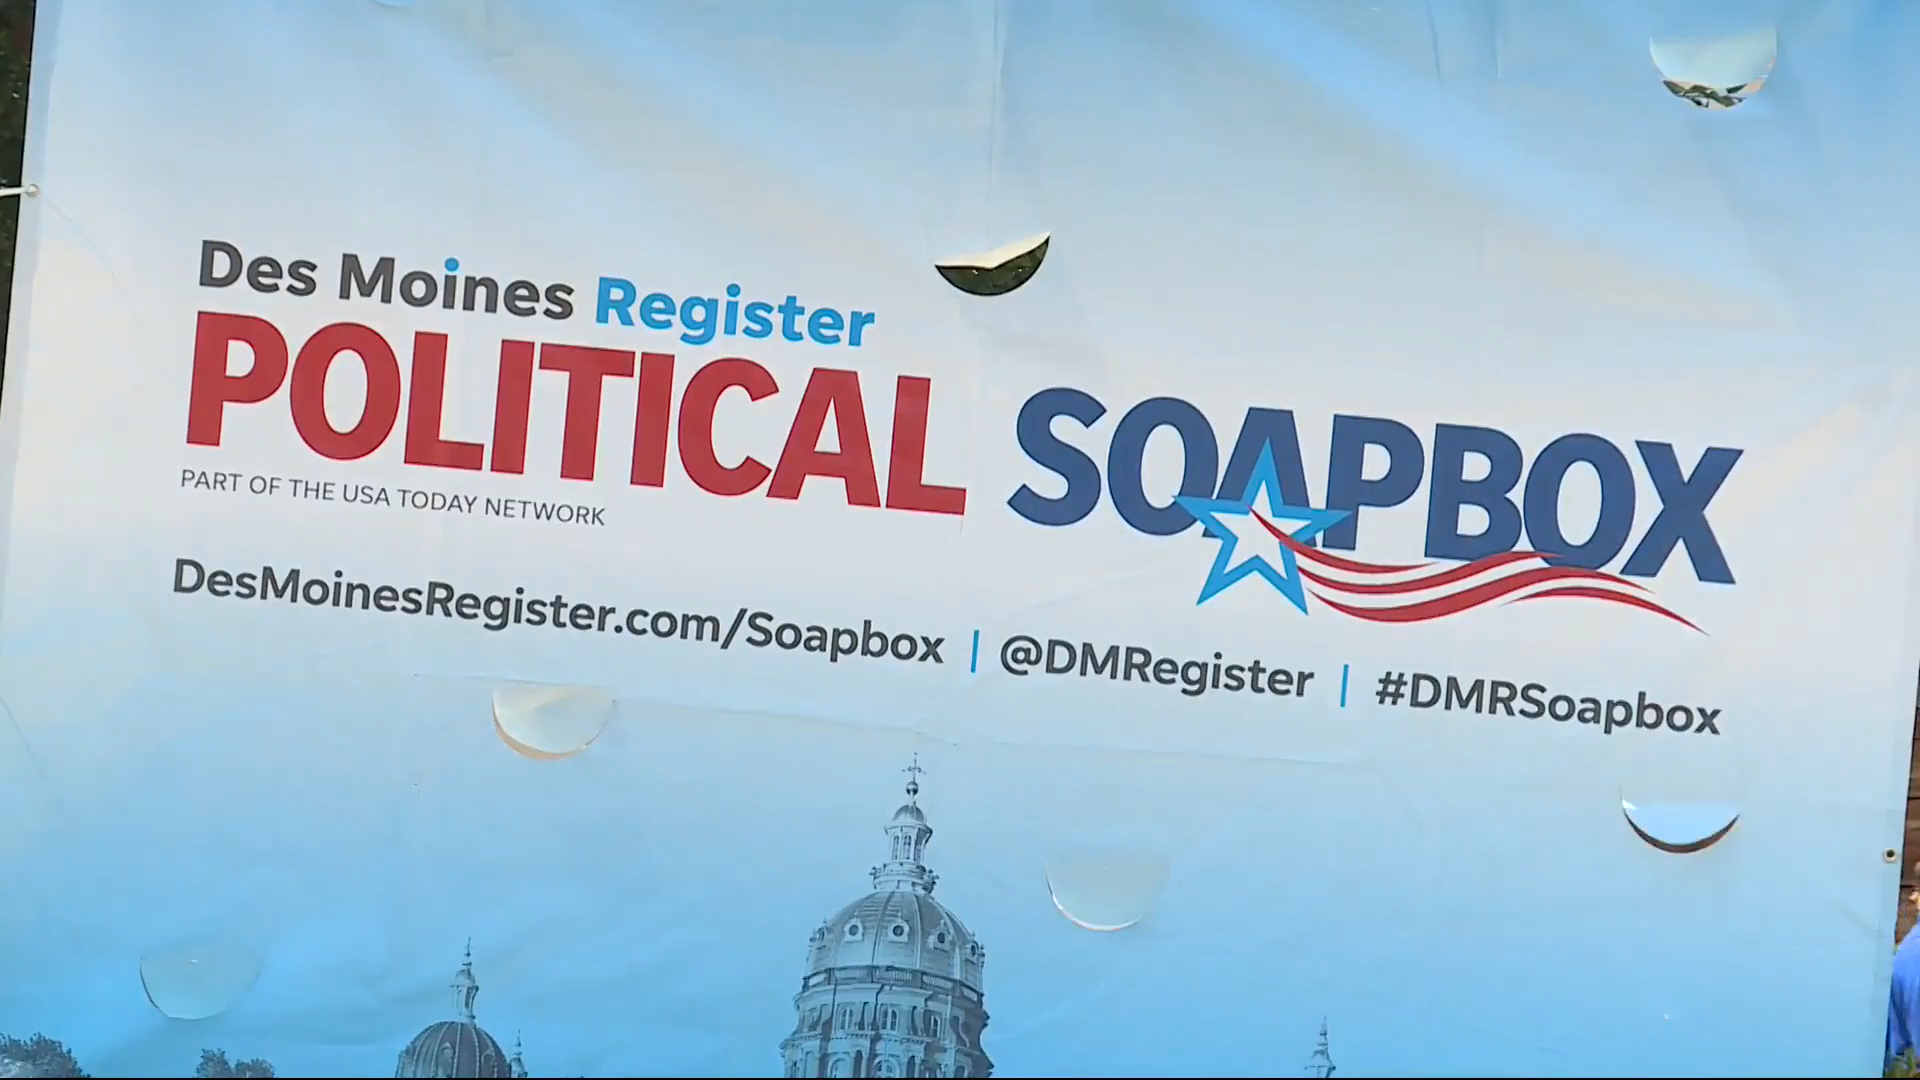 Des Moines Register
POLITICAL SOAPBOX
PART OF THE USA TODAY NETWORK
DesMoinesRegister.com/Soapbox | @DMRegister | #DMRSoapbox